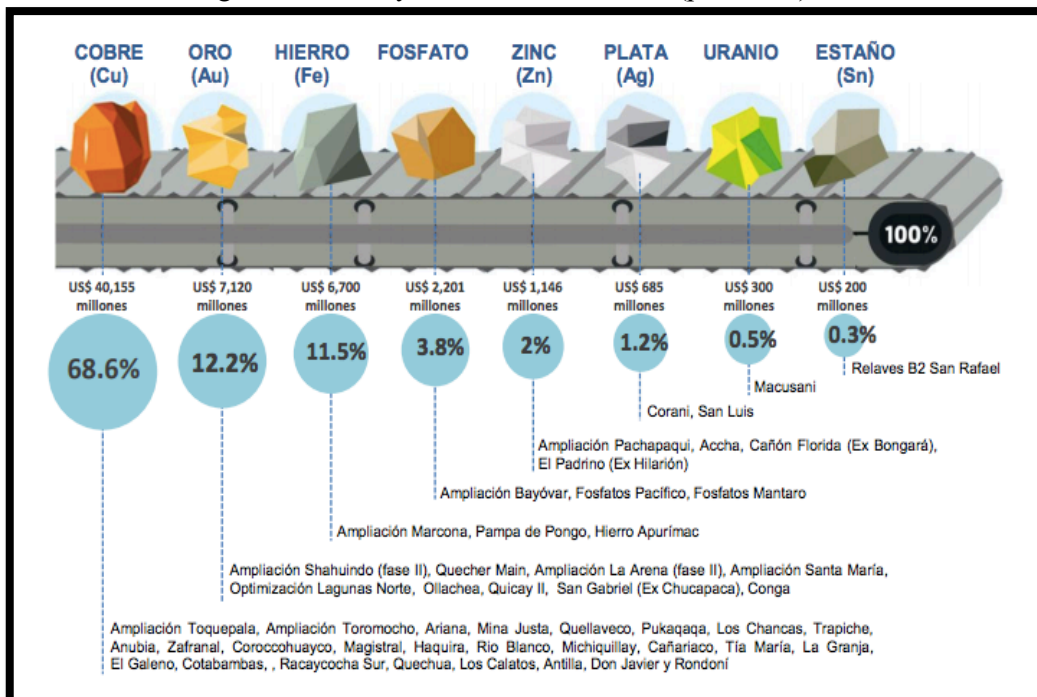 COBRE ORO HIERRO FOSFATO ZINC PLATA URANIO ESTAÑO
(Cu) (Au) (Fe) (Zn) (Ag) (Sn)
100%
US$ 40,155 US$ 7,120 US$ 6,700 US$ 2,201 US$ 1,146 US$ 685 US$ 300 US$ 200
millones millones millones millones millones millones millones millones
68.6% 12.2% 11.5% 3.8% 2% 1.2% 0.5% 0.3%
Relaves B2 San Rafael
Macusani
Corani, San Luis
Ampliación Pachapaqui, Accha, Cañón Florida (Ex Bongará),
El Padrino (Ex Hilarión)
Ampliación Bayóvar, Fosfatos Pacífico, Fosfatos Mantaro
Ampliación Marcona, Pampa de Pongo, Hierro Apurímac
Ampliación Shahuindo (fase II), Quecher Main, Ampliación La Arena (fase II), Ampliación Santa María,
Optimización Lagunas Norte, Ollachea, Quicay II, San Gabriel (Ex Chucapaca), Conga
Ampliación Toquepala, Ampliación Toromocho, Ariana, Mina Justa, Quellaveco, Pukaqaqa, Los Chancas, Trapiche,
Anubia, Zafranal, Coroccohuayco, Magistral, Haquira, Rio Blanco, Michiquillay, Cañariaco, Tía María, La Granja,
El Galeno, Cotabambas, , Racaycocha Sur, Quechua, Los Calatos, Antilla, Don Javier y Rondoní